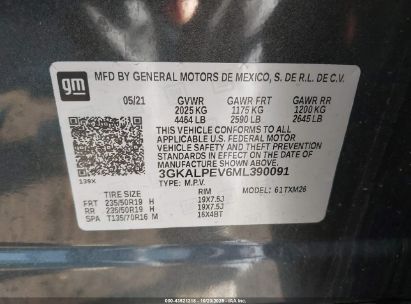 gm
MFD BY GENERAL MOTORS DE MEXICO, S. DE R.L. DE C.V.
05/21 GVWR GAWR FRT GAWR RR
2025 KG 1175 KG 1200 KG
4464 LB 2590 LB 2645 LB
THIS VEHICLE CONFORMS TO ALL
APPLICABLE U.S. FEDERAL MOTOR
VEHICLE SAFETY AND THEFT PREVENTION
STANDARDS IN EFFECT ON THE DATE OF
MANUFACTURE SHOWN ABOVE.
139X
3GKALPEV6ML390091
TYPE: M.P.V. MODEL: 61TXM26
TIRE SIZE RIM
FRT 235/50R19 H 19X7.5J
RR 235/50R19 H 19X7.5J
SPA T135/70R16 M 16X4BT